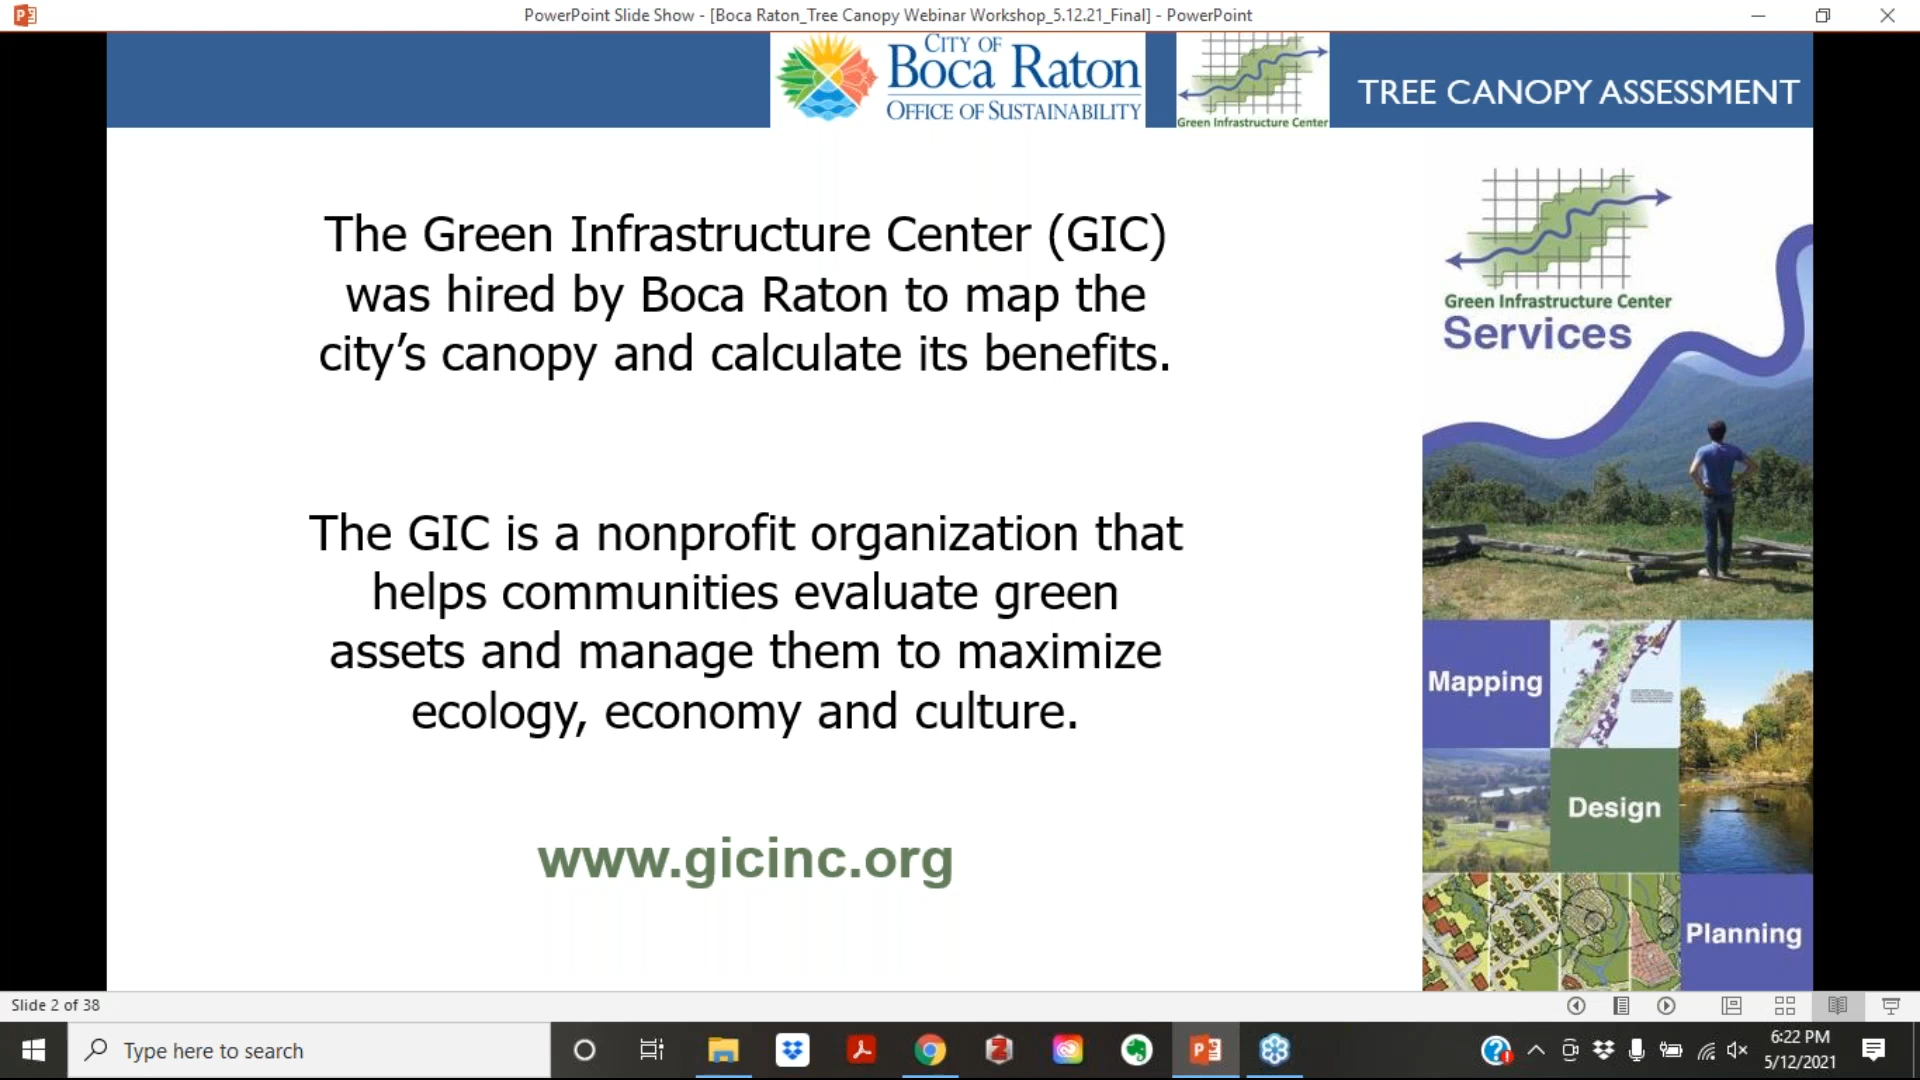 PowerPoint Slide Show - [Boca Raton_Tree Canopy Webinar Workshop_5.12.21_Final] - PowerPoint
CITY OF
BOCA RATON
OFFICE OF SUSTAINABILITY
Green Infrastructure Center
TREE CANOPY ASSESSMENT
The Green Infrastructure Center (GIC)
was hired by Boca Raton to map the
city’s canopy and calculate its benefits.
The GIC is a nonprofit organization that
helps communities evaluate green
assets and manage them to maximize
ecology, economy and culture.
www.gicinc.org
Green Infrastructure Center
Services
Mapping
Design
Planning
Slide 2 of 38
Type here to search
6:22 PM
5/12/2021